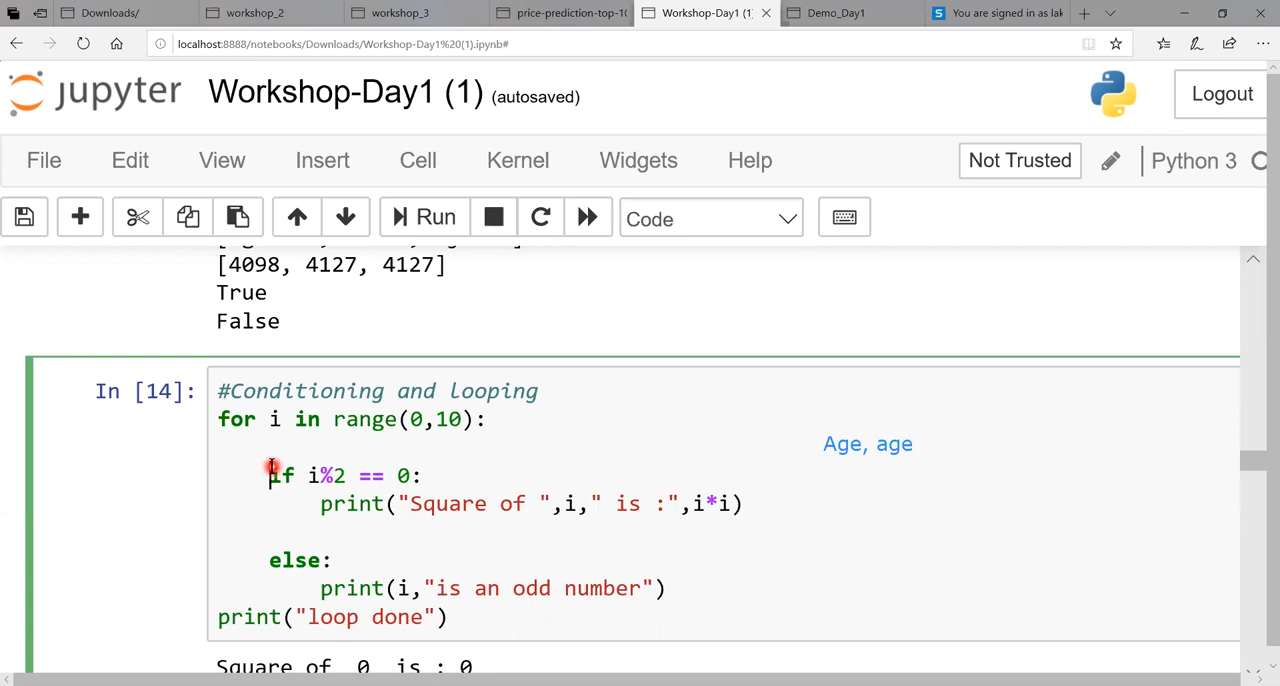 Downloads/ workshop_2 workshop_3 price-prediction-top-1 Workshop-Day1 (1) Demo_Day1 You are signed in as lak
localhost:8888/notebooks/Downloads/Workshop-Day1%20(1).ipynb#
jupyter Workshop-Day1 (1) (autosaved) Logout
File Edit View Insert Cell Kernel Widgets Help Not Trusted Python 3
Run Code
[4098, 4127, 4127]
True
False
In [14]: #Conditioning and looping
for i in range(0,10):
Age, age
if i%2 == 0:
print("Square of ",i," is :",i*i)
else:
print(i,"is an odd number")
print("loop done")
Square of 0 is : 0